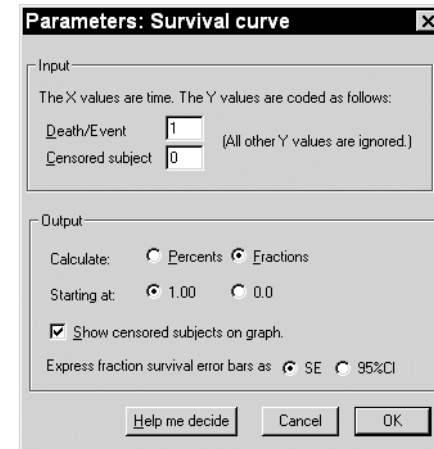 Parameters: Survival curve
Input
The X values are time. The Y values are coded as follows:
Death/Event 1
(All other Y values are ignored.)
Censored subject 0
Output
Calculate: Percents Fractions
Starting at: 1.00 0.0
Show censored subjects on graph.
Express fraction survival error bars as SE 95%CI
Help me decide Cancel OK